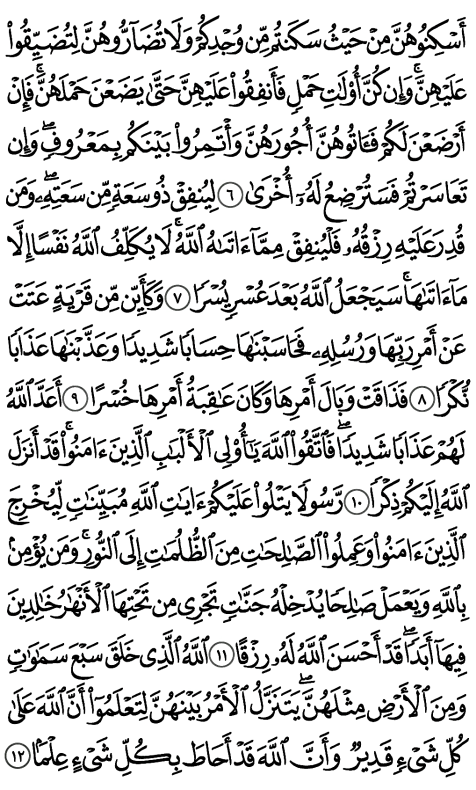 أَسۡكِنُوهُنَّ مِنۡ حَيۡثُ سَكَنتُم مِّن وُجۡدِكُمۡ وَلَا تُضَآرُّوهُنَّ لِتُضَيِّقُواْ
عَلَيۡهِنَّۚ وَإِن كُنَّ أُوْلَٰتِ حَمۡلٖ فَأَنفِقُواْ عَلَيۡهِنَّ حَتَّىٰ يَضَعۡنَ حَمۡلَهُنَّۚ فَإِنۡ
أَرۡضَعۡنَ لَكُمۡ فَـَٔاتُوهُنَّ أُجُورَهُنَّ وَأۡتَمِرُواْ بَيۡنَكُم بِمَعۡرُوفٖۖ وَإِن
تَعَاسَرۡتُمۡ فَسَتُرۡضِعُ لَهُۥٓ أُخۡرَىٰ ٦ لِيُنفِقۡ ذُو سَعَةٖ مِّن سَعَتِهِۦۖ وَمَن
قُدِرَ عَلَيۡهِ رِزۡقُهُۥ فَلۡيُنفِقۡ مِمَّآ ءَاتَىٰهُ ٱللَّهُۚ لَا يُكَلِّفُ ٱللَّهُ نَفۡسًا إِلَّا
مَآ ءَاتَىٰهَاۚ سَيَجۡعَلُ ٱللَّهُ بَعۡدَ عُسۡرٖ يُسۡرٗا ٧ وَكَأَيِّن مِّن قَرۡيَةٍ عَتَتۡ
عَنۡ أَمۡرِ رَبِّهَا وَرُسُلِهِۦ فَحَاسَبۡنَٰهَا حِسَابٗا شَدِيدٗا وَعَذَّبۡنَٰهَا عَذَابٗا
نُّكۡرٗا ٨ فَذَاقَتۡ وَبَالَ أَمۡرِهَا وَكَانَ عَٰقِبَةُ أَمۡرِهَا خُسۡرًا ٩ أَعَدَّ ٱللَّهُ
لَهُمۡ عَذَابٗا شَدِيدٗاۖ فَٱتَّقُواْ ٱللَّهَ يَٰٓأُوْلِي ٱلۡأَلۡبَٰبِ ٱلَّذِينَ ءَامَنُواْۚ قَدۡ أَنزَلَ
ٱللَّهُ إِلَيۡكُمۡ ذِكۡرٗا ١٠ رَّسُولٗا يَتۡلُواْ عَلَيۡكُمۡ ءَايَٰتِ ٱللَّهِ مُبَيِّنَٰتٖ لِّيُخۡرِجَ
ٱلَّذِينَ ءَامَنُواْ وَعَمِلُواْ ٱلصَّٰلِحَٰتِ مِنَ ٱلظُّلُمَٰتِ إِلَى ٱلنُّورِۚ وَمَن يُؤۡمِنۢ
بِٱللَّهِ وَيَعۡمَلۡ صَٰلِحٗا يُدۡخِلۡهُ جَنَّٰتٖ تَجۡرِي مِن تَحۡتِهَا ٱلۡأَنۡهَٰرُ خَٰلِدِينَ
فِيهَآ أَبَدٗاۖ قَدۡ أَحۡسَنَ ٱللَّهُ لَهُۥ رِزۡقًا ١١ ٱللَّهُ ٱلَّذِي خَلَقَ سَبۡعَ سَمَٰوَٰتٖ
وَمِنَ ٱلۡأَرۡضِ مِثۡلَهُنَّۖ يَتَنَزَّلُ ٱلۡأَمۡرُ بَيۡنَهُنَّ لِتَعۡلَمُوٓاْ أَنَّ ٱللَّهَ عَلَىٰ
كُلِّ شَيۡءٖ قَدِيرٞ وَأَنَّ ٱللَّهَ قَدۡ أَحَاطَ بِكُلِّ شَيۡءٍ عِلۡمَۢا ١٢